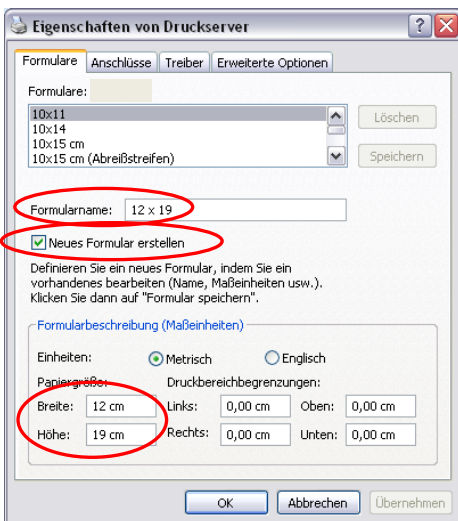 Eigenschaften von Druckserver
Formulare Anschlüsse Treiber Erweiterte Optionen
Formulare:
10x11
10x14
10x15 cm
10x15 cm (Abreißstreifen)
Löschen
Speichern
Formularname: 12 x 19
Neues Formular erstellen
Definieren Sie ein neues Formular, indem Sie ein
vorhandenes bearbeiten (Name, Maßeinheiten usw.).
Klicken Sie dann auf "Formular speichern".
Formularbeschreibung (Maßeinheiten)
Einheiten: Metrisch Englisch
Papiergröße: Druckbereichbegrenzungen:
Breite: 12 cm Links: 0,00 cm Oben: 0,00 cm
Höhe: 19 cm Rechts: 0,00 cm Unten: 0,00 cm
OK Abbrechen Übernehmen